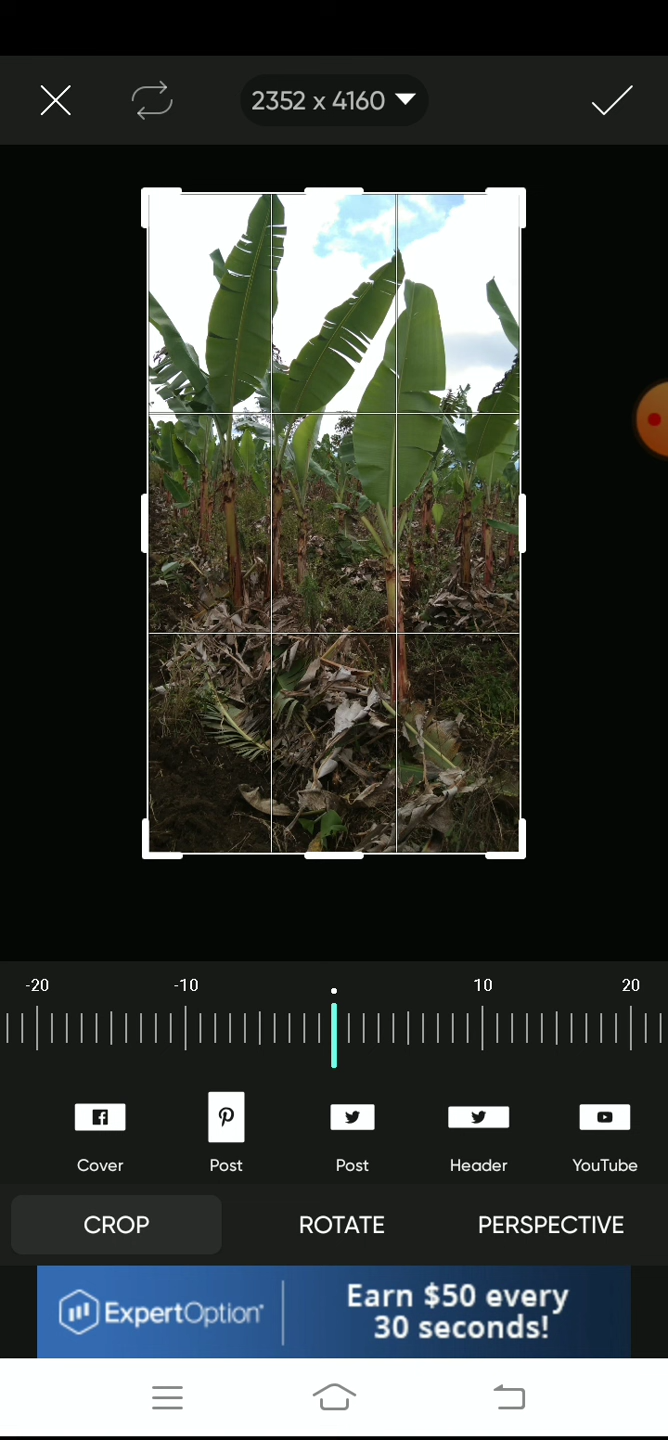 2352 x 4160
-20 -10 10 20
Cover Post Post Header YouTube
CROP ROTATE PERSPECTIVE
ExpertOption
Earn $50 every
30 seconds!